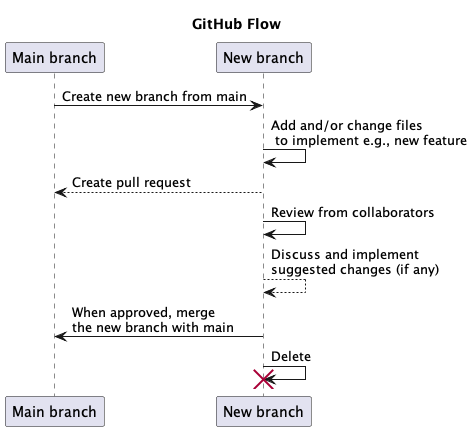 GitHub Flow
Main branch
New branch
Create new branch from main
Add and/or change files
to implement e.g., new feature
Create pull request
Review from collaborators
Discuss and implement
suggested changes (if any)
When approved, merge
the new branch with main
Delete
Main branch
New branch